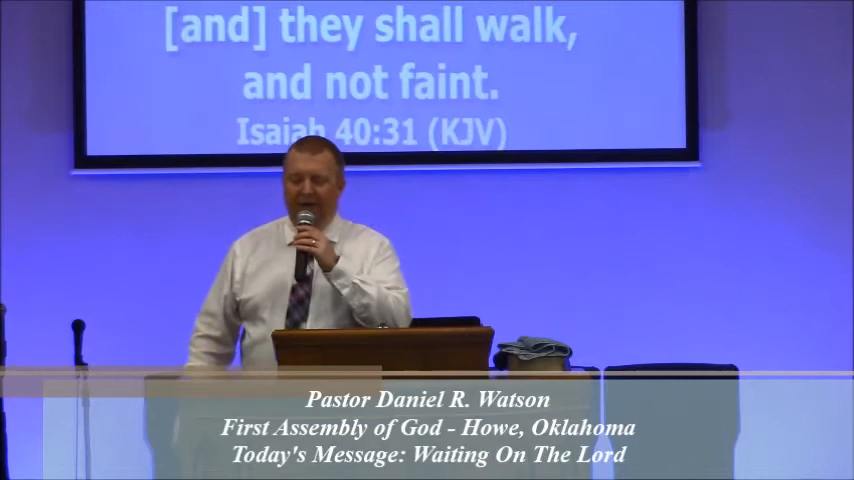 [and] they shall walk,
and not faint.
Isaiah 40:31 (KJV)
Pastor Daniel R. Watson
First Assembly of God - Howe, Oklahoma
Today's Message: Waiting On The Lord